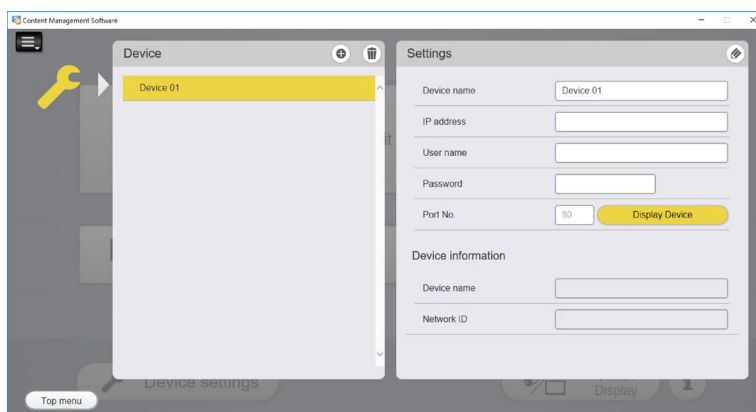 Content Management Software
Device
Settings
Device 01
Device name
Device 01
IP address
it
User name
Password
Port No.
80
Display Device
Device information
Device name
Network ID
Device settings
Display
Top menu